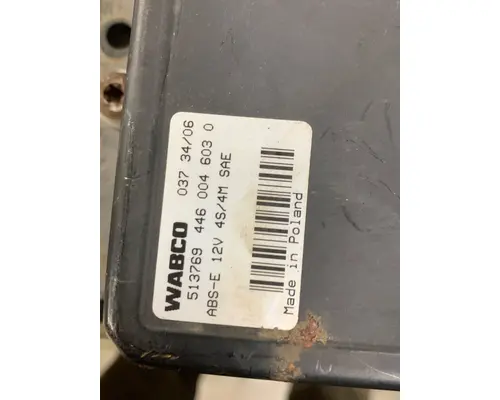 WABCO 037 34/06
513769 446 004 603 0
ABS-E 12V 4S/4M SAE
Made in Poland